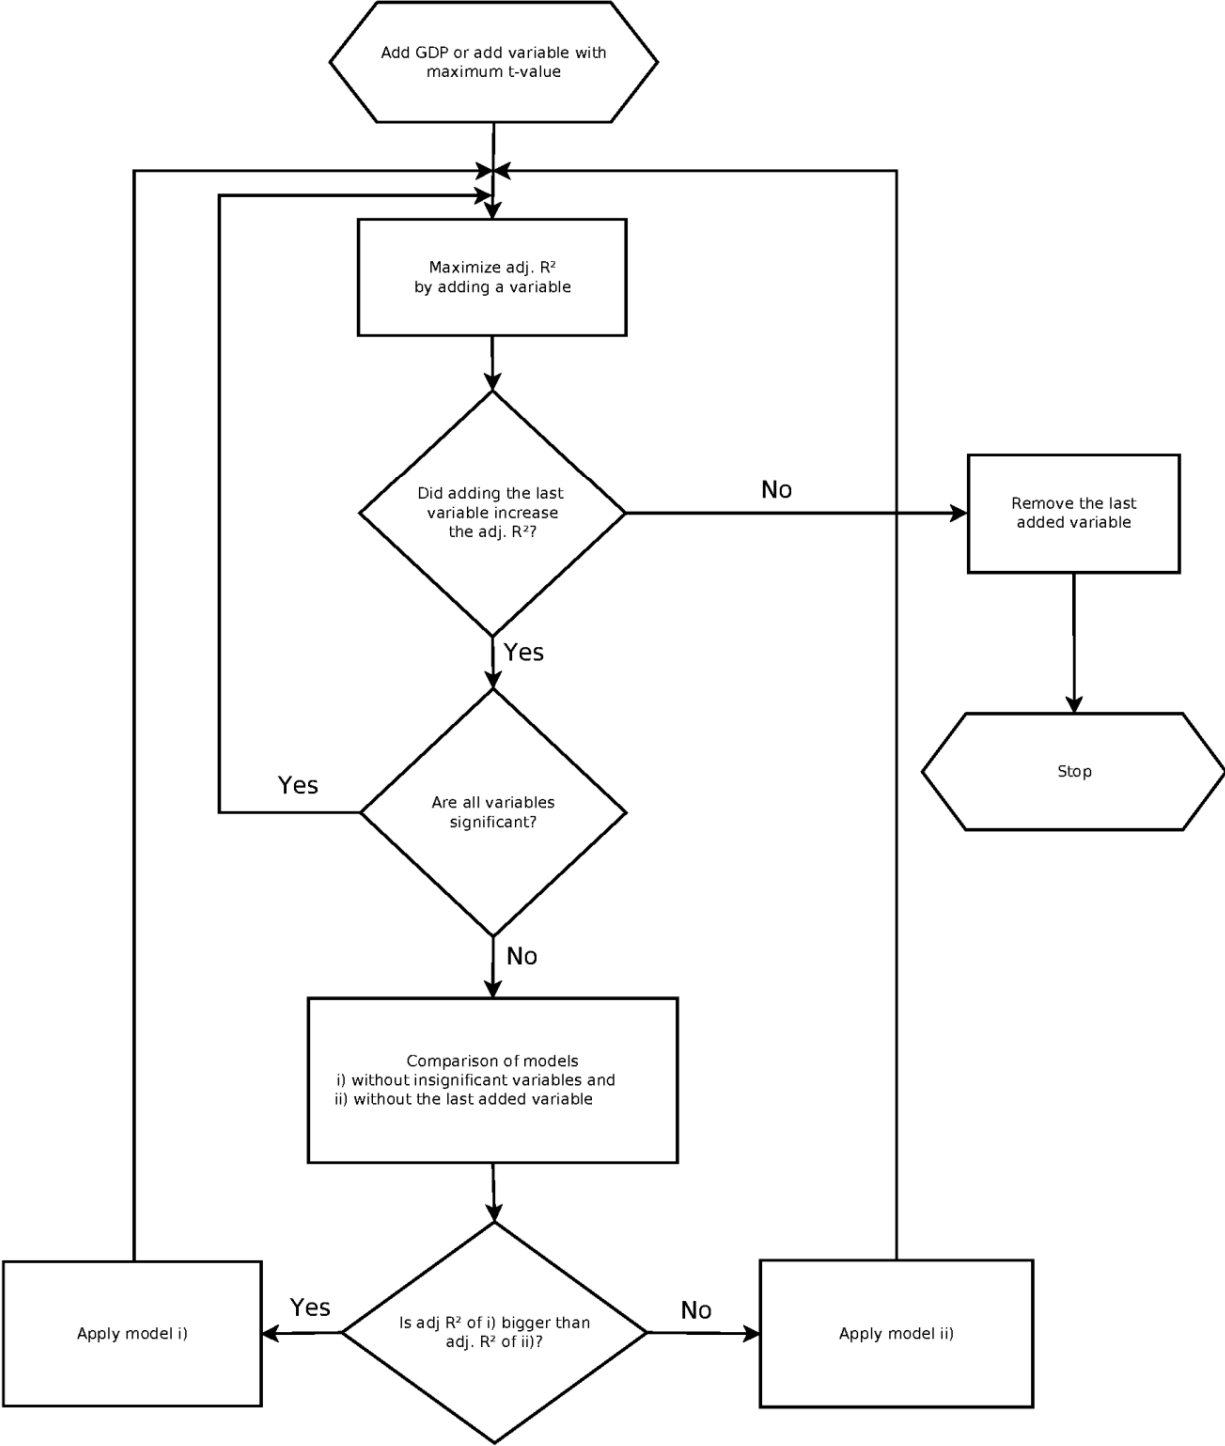 Add GDP or add variable with
maximum t-value
Maximize adj. R²
by adding a variable
Did adding the last
variable increase
the adj. R²?
No
Remove the last
added variable
Yes
Stop
Yes
Are all variables
significant?
No
Comparison of models
i) without insignificant variables and
ii) without the last added variable
Is adj R² of i) bigger than
adj. R² of ii)?
Yes
No
Apply model i)
Apply model ii)